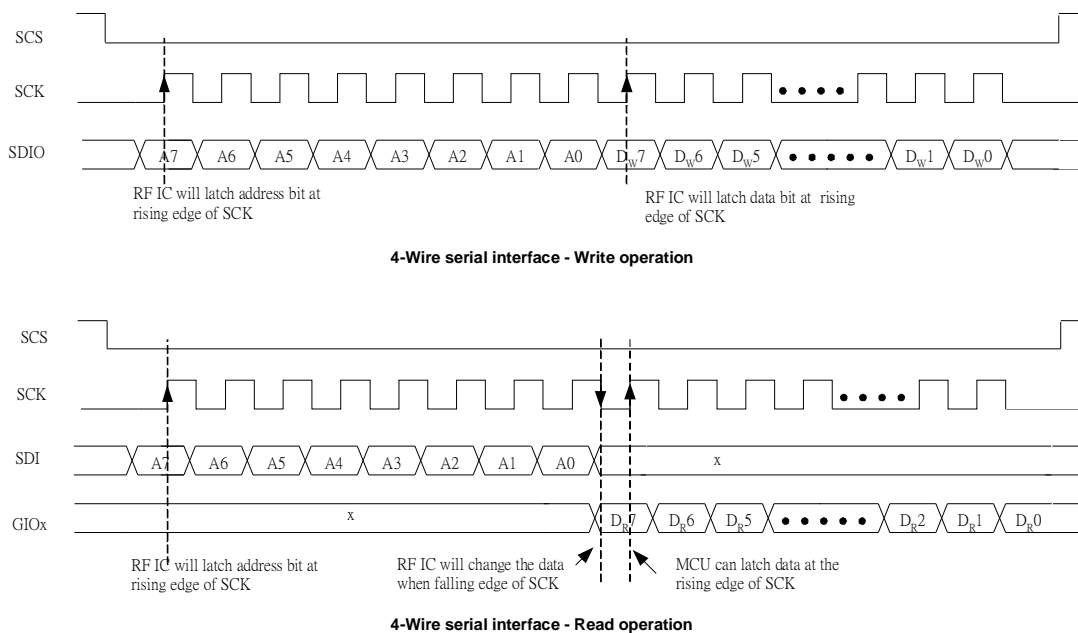 SCS
SCK
SDIO A7 A6 A5 A4 A3 A2 A1 A0 DW7 DW6 DW5 DW1 DW0
RF IC will latch address bit at
rising edge of SCK
RF IC will latch data bit at rising
edge of SCK
4-Wire serial interface - Write operation
SCS
SCK
SDI A7 A6 A5 A4 A3 A2 A1 A0 x
GIOx x DR7 DR6 DR5 DR2 DR1 DR0
RF IC will latch address bit at
rising edge of SCK
RF IC will change the data
when falling edge of SCK
MCU can latch data at the
rising edge of SCK
4-Wire serial interface - Read operation